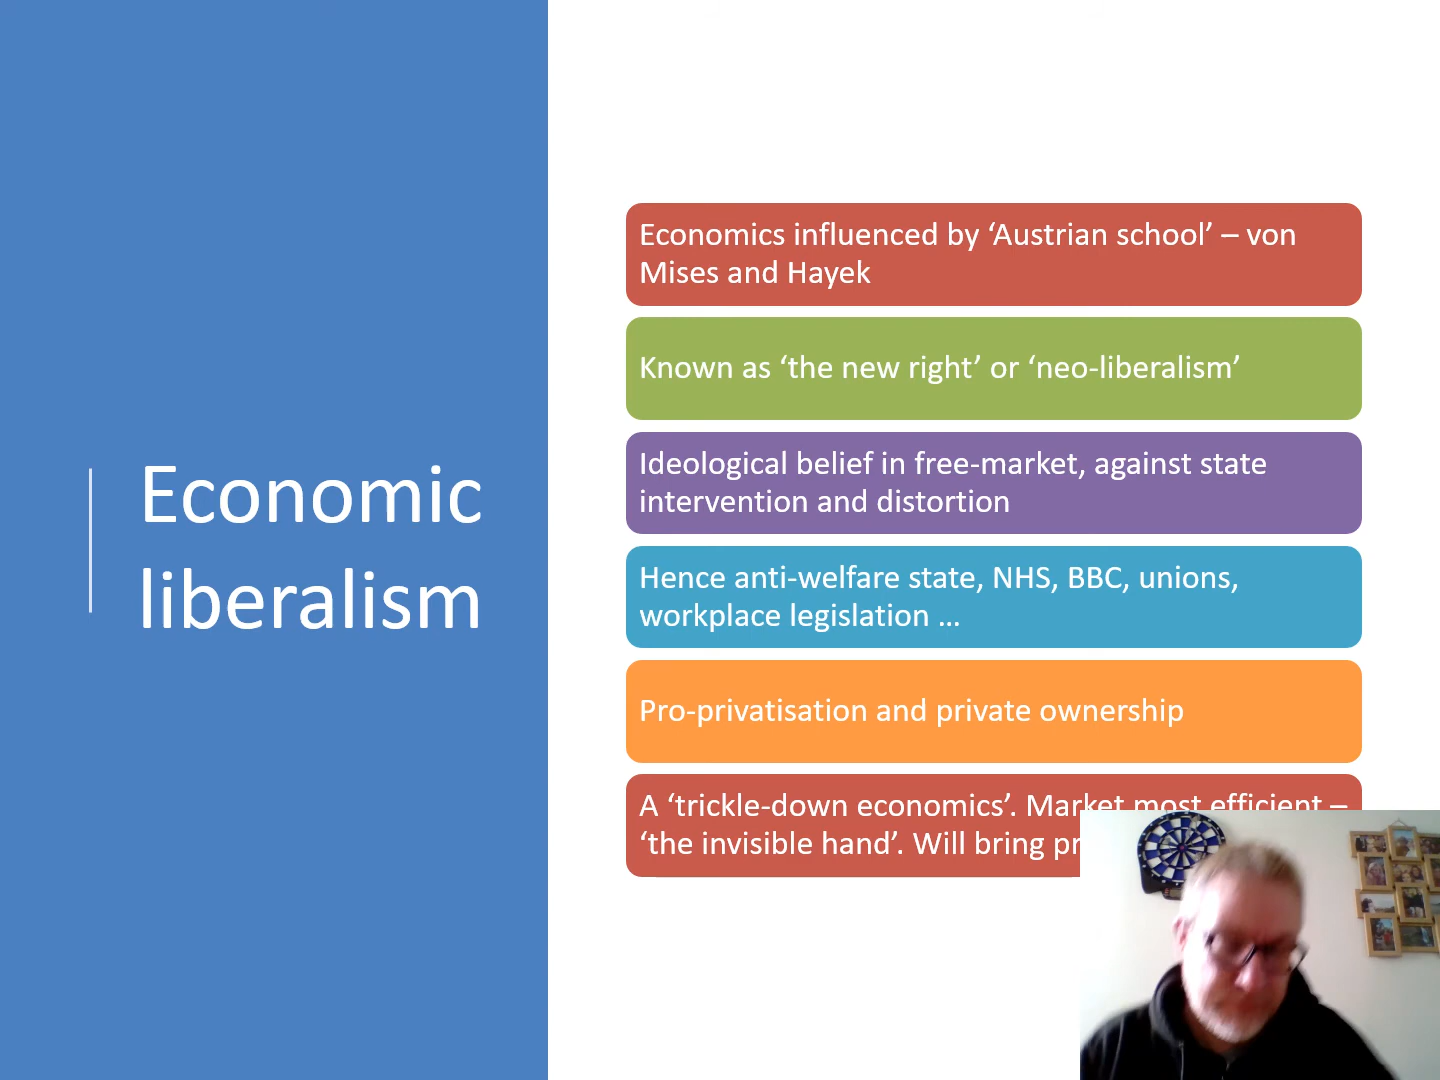 Economic
liberalism
Economics influenced by ‘Austrian school’ – von
Mises and Hayek
Known as ‘the new right’ or ‘neo-liberalism’
Ideological belief in free-market, against state
intervention and distortion
Hence anti-welfare state, NHS, BBC, unions,
workplace legislation ...
Pro-privatisation and private ownership
A ‘trickle-down economics’. Market most efficient –
‘the invisible hand’. Will bring